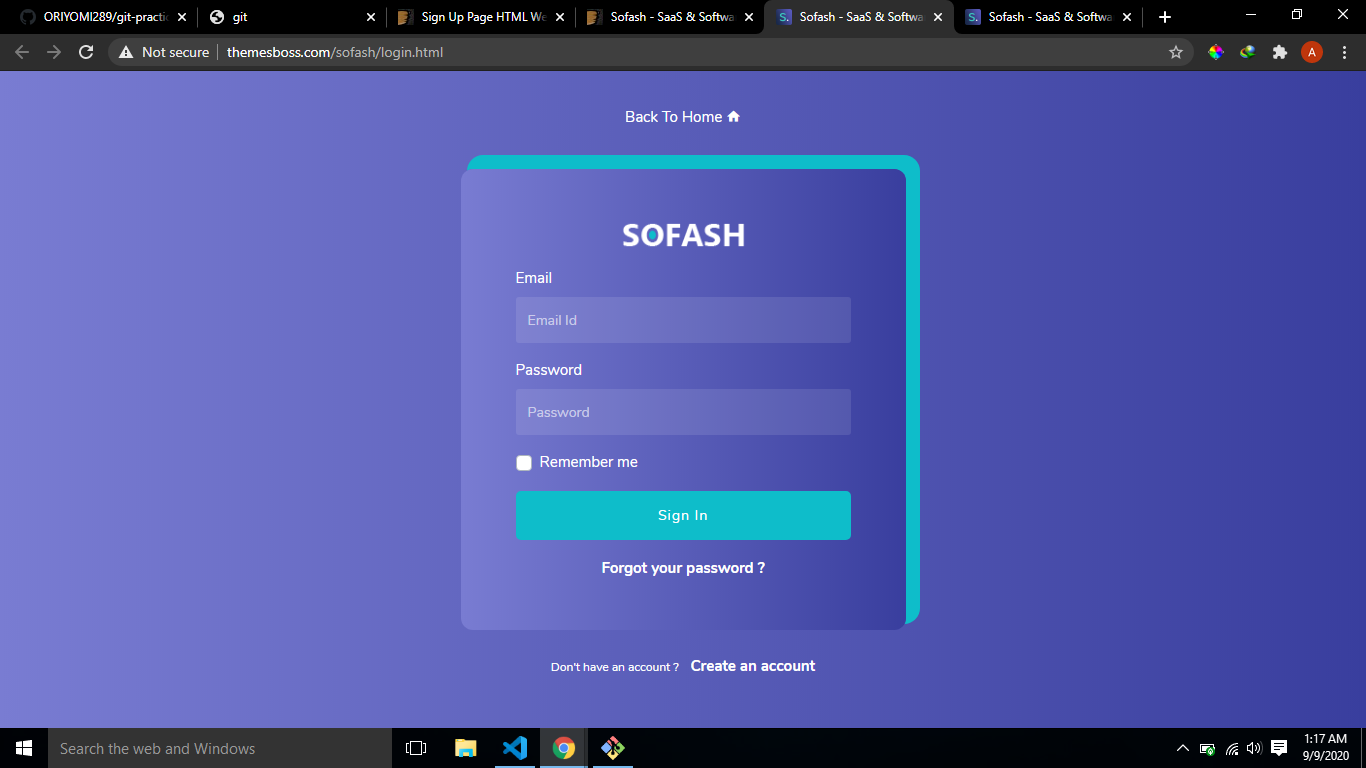 ORIYOMI289/git-practic
git
Sign Up Page HTML We
Sofash - SaaS & Softwa
Sofash - SaaS & Softwa
Sofash - SaaS & Softwa
Not secure themesboss.com/sofash/login.html
A
Back To Home
SOFASH
Email
Email Id
Password
Password
Remember me
Sign In
Forgot your password ?
Don't have an account ? Create an account
Search the web and Windows
1:17 AM
9/9/2020